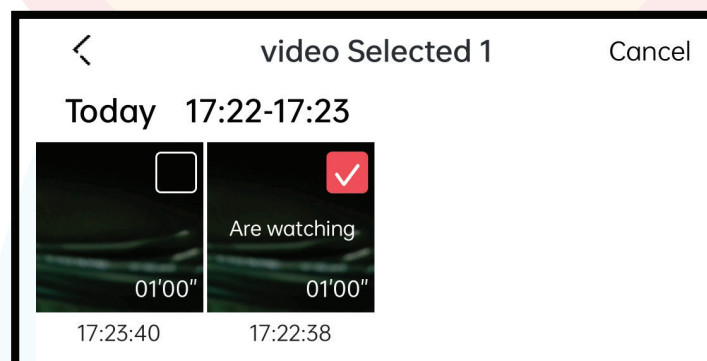 video Selected 1 Cancel
Today 17:22-17:23
Are watching
01'00" 01'00"
17:23:40 17:22:38